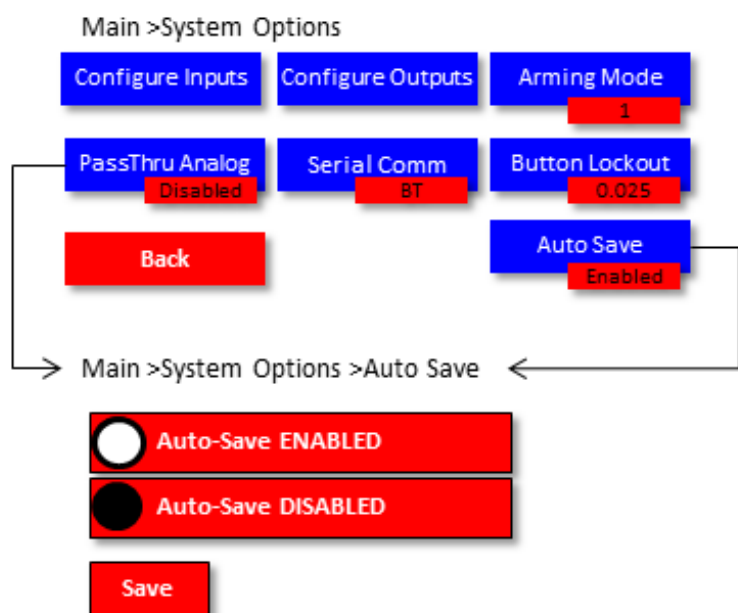 Main >System Options
Configure Inputs
Configure Outputs
Arming Mode
1
PassThru Analog
Disabled
Serial Comm
BT
Button Lockout
0.025
Back
Auto Save
Enabled
Main >System Options >Auto Save
Auto-Save ENABLED
Auto-Save DISABLED
Save